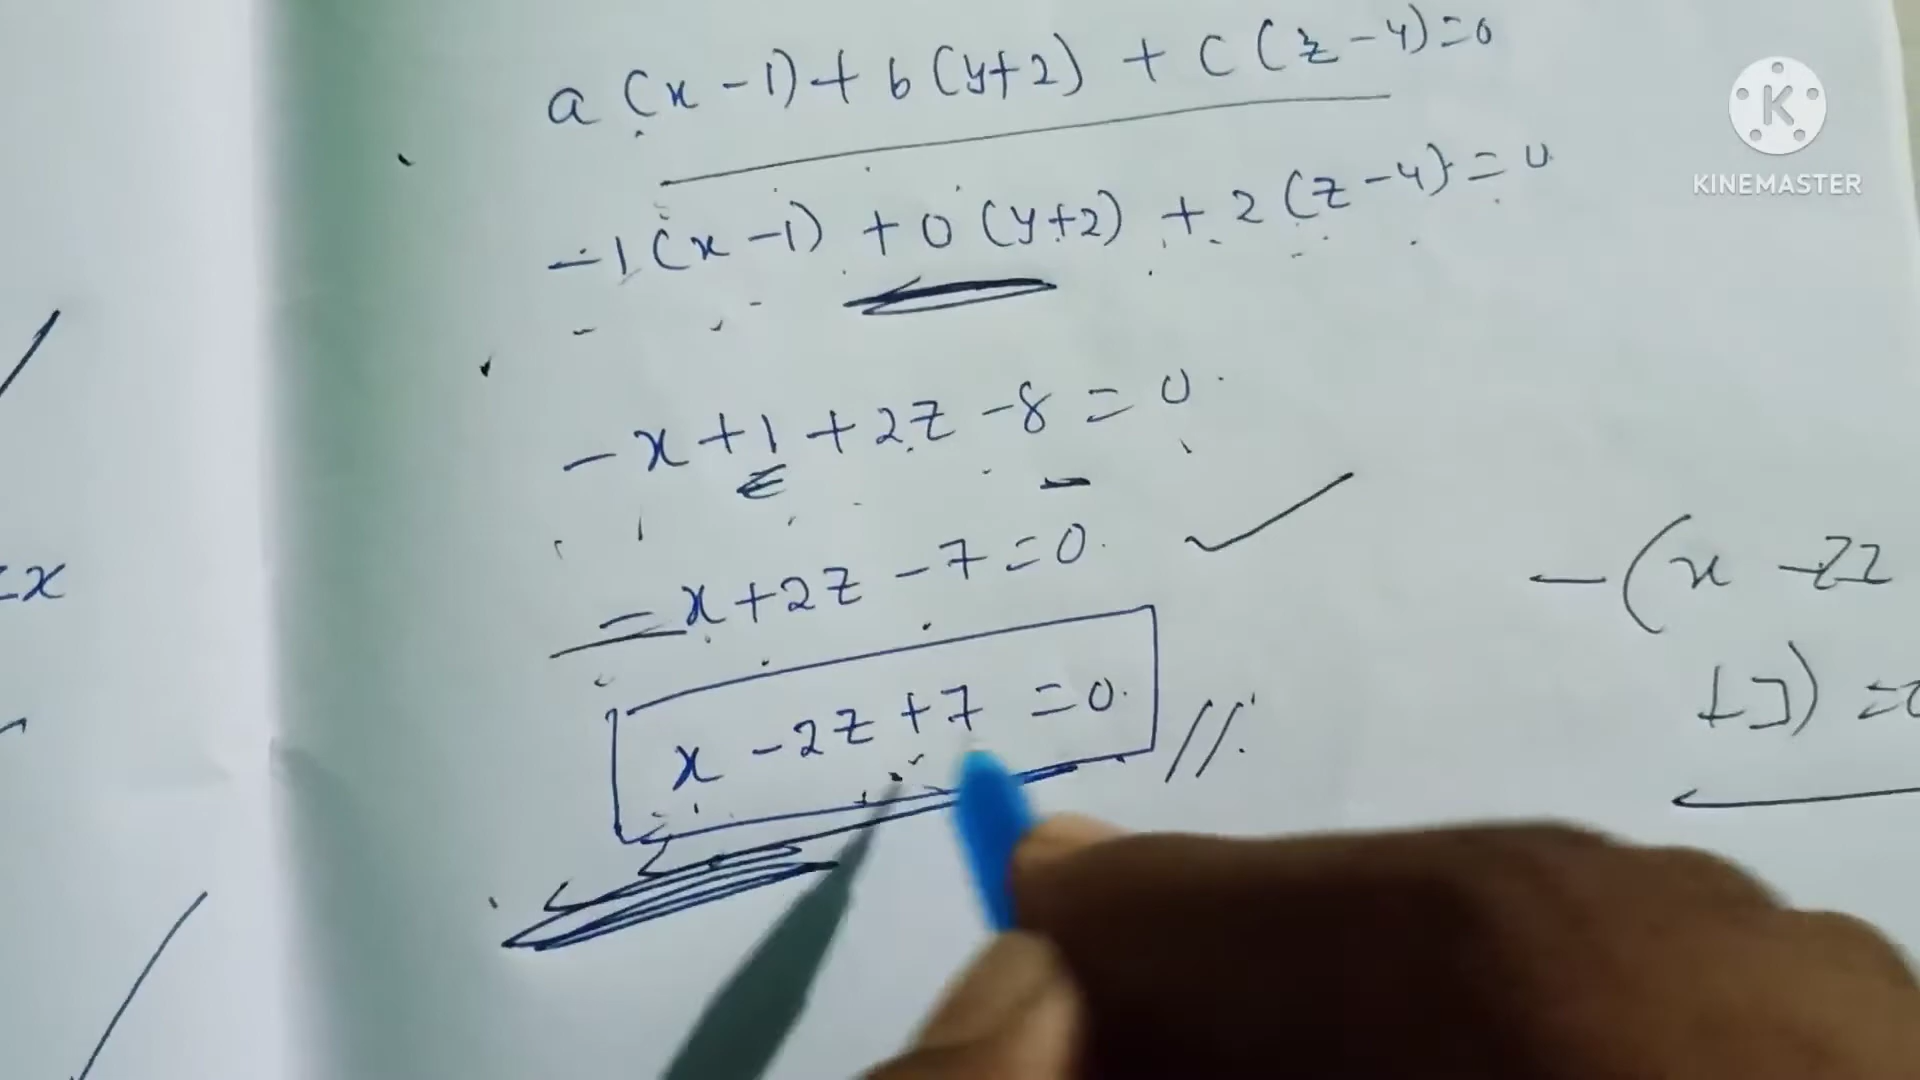 a (x - 1) + b (y+2) + C (z - 4) = 0
K
KINEMASTER
-1 (x - 1) + 0 (y+2) + 2 (z - 4) = 0
- x + 1 + 2z - 8 = 0.
- x + 2z - 7 = 0.
x - 2z + 7 = 0.
x
-(x - 2z
+7) = 0